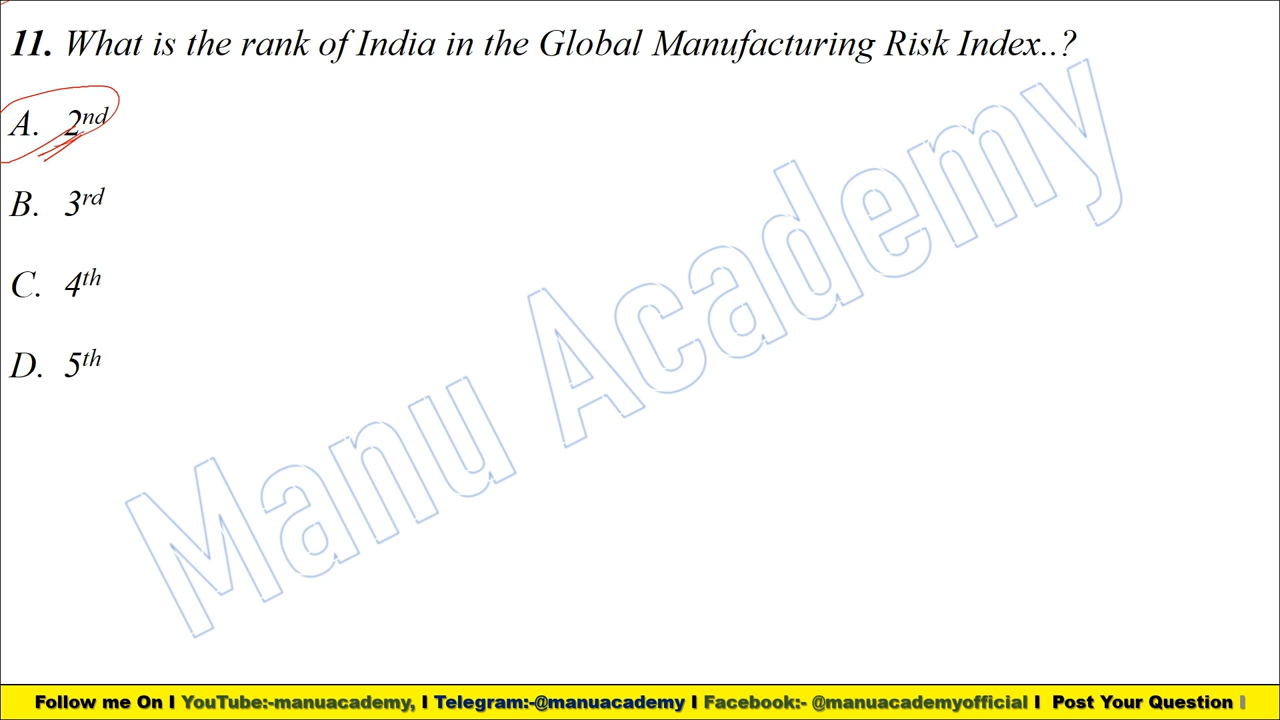 11. What is the rank of India in the Global Manufacturing Risk Index..?
A. 2nd
B. 3rd
C. 4th
D. 5th
Manu Academy
Follow me On I YouTube:-manuacademy, I Telegram:-@manuacademy I Facebook:- @manuacademyofficial I Post Your Question I